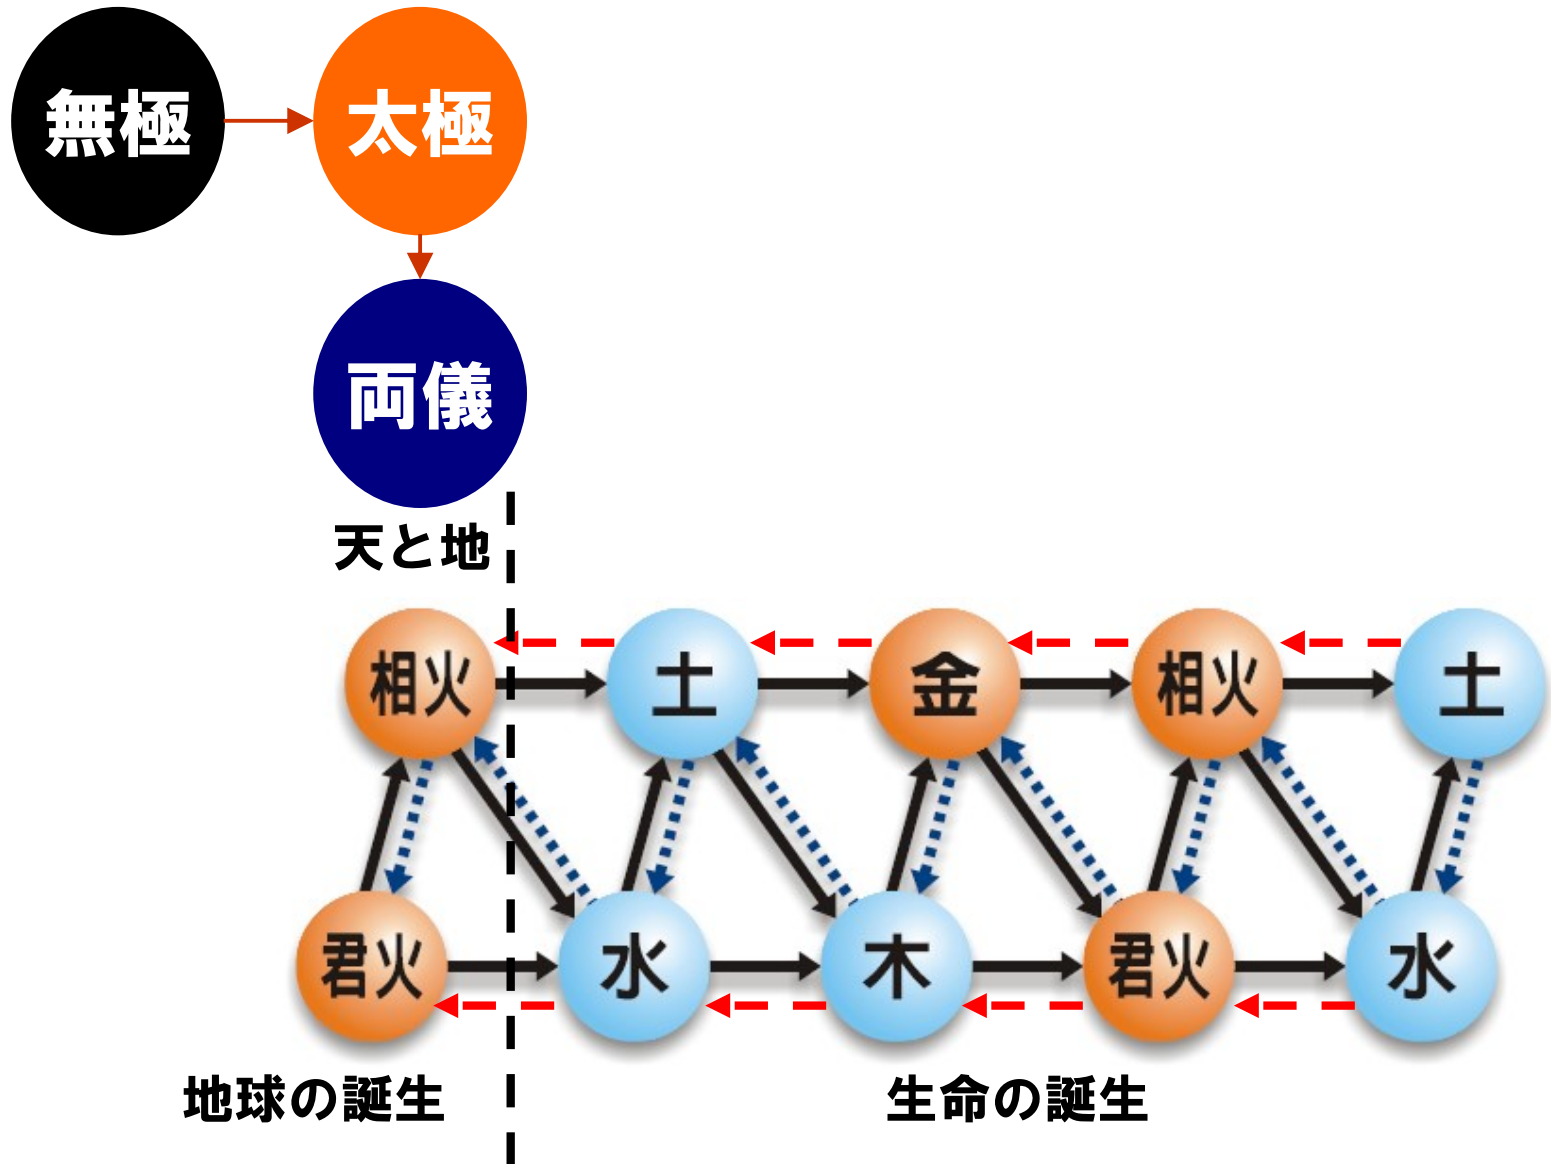 無極
太極
両儀
天と地
相火
土
金
相火
土
君火
水
木
君火
水
地球の誕生
生命の誕生